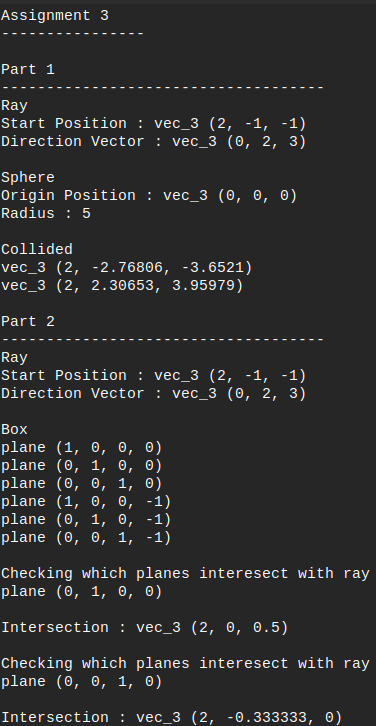 Assignment 3
----------------
Part 1
------------------------------------
Ray
Start Position : vec_3 (2, -1, -1)
Direction Vector : vec_3 (0, 2, 3)
Sphere
Origin Position : vec_3 (0, 0, 0)
Radius : 5
Collided
vec_3 (2, -2.76806, -3.6521)
vec_3 (2, 2.30653, 3.95979)
Part 2
------------------------------------
Ray
Start Position : vec_3 (2, -1, -1)
Direction Vector : vec_3 (0, 2, 3)
Box
plane (1, 0, 0, 0)
plane (0, 1, 0, 0)
plane (0, 0, 1, 0)
plane (1, 0, 0, -1)
plane (0, 1, 0, -1)
plane (0, 0, 1, -1)
Checking which planes interesect with ray
plane (0, 1, 0, 0)
Intersection : vec_3 (2, 0, 0.5)
Checking which planes interesect with ray
plane (0, 0, 1, 0)
Intersection : vec_3 (2, -0.333333, 0)